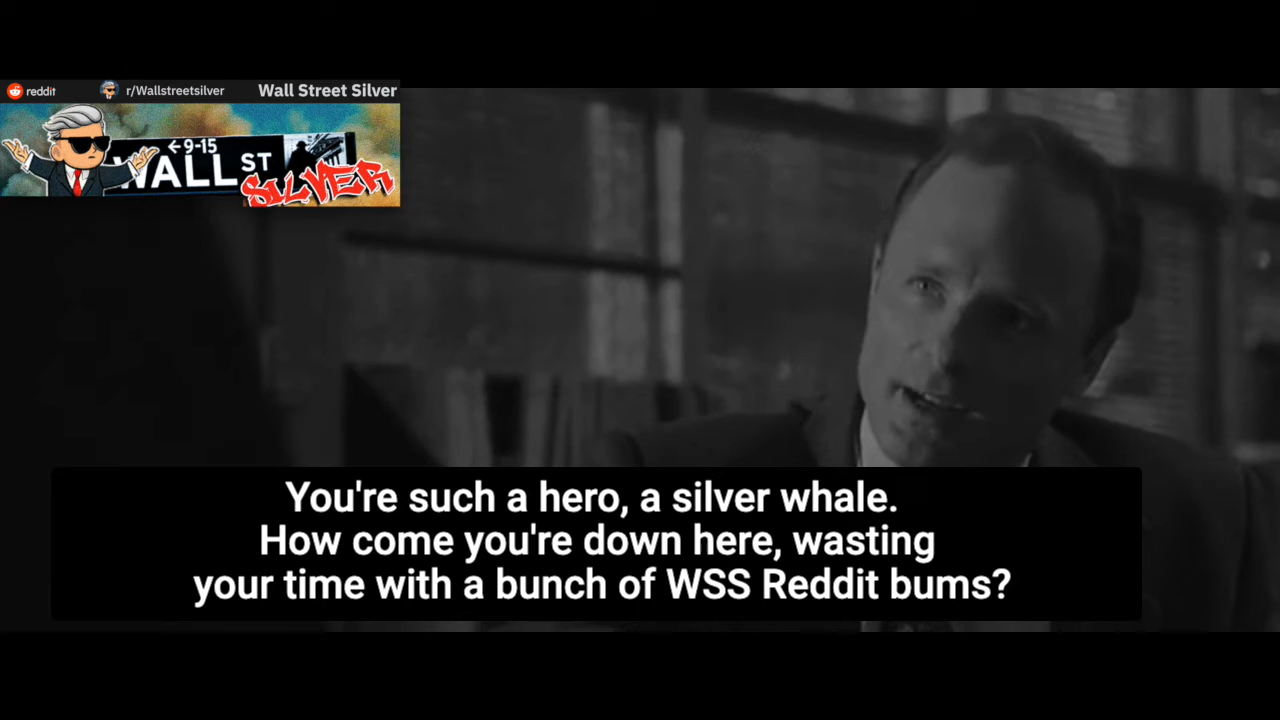 reddit
r/Wallstreetsilver
Wall Street Silver
←9-15
WALL ST
SILVER
You're such a hero, a silver whale.
How come you're down here, wasting
your time with a bunch of WSS Reddit bums?